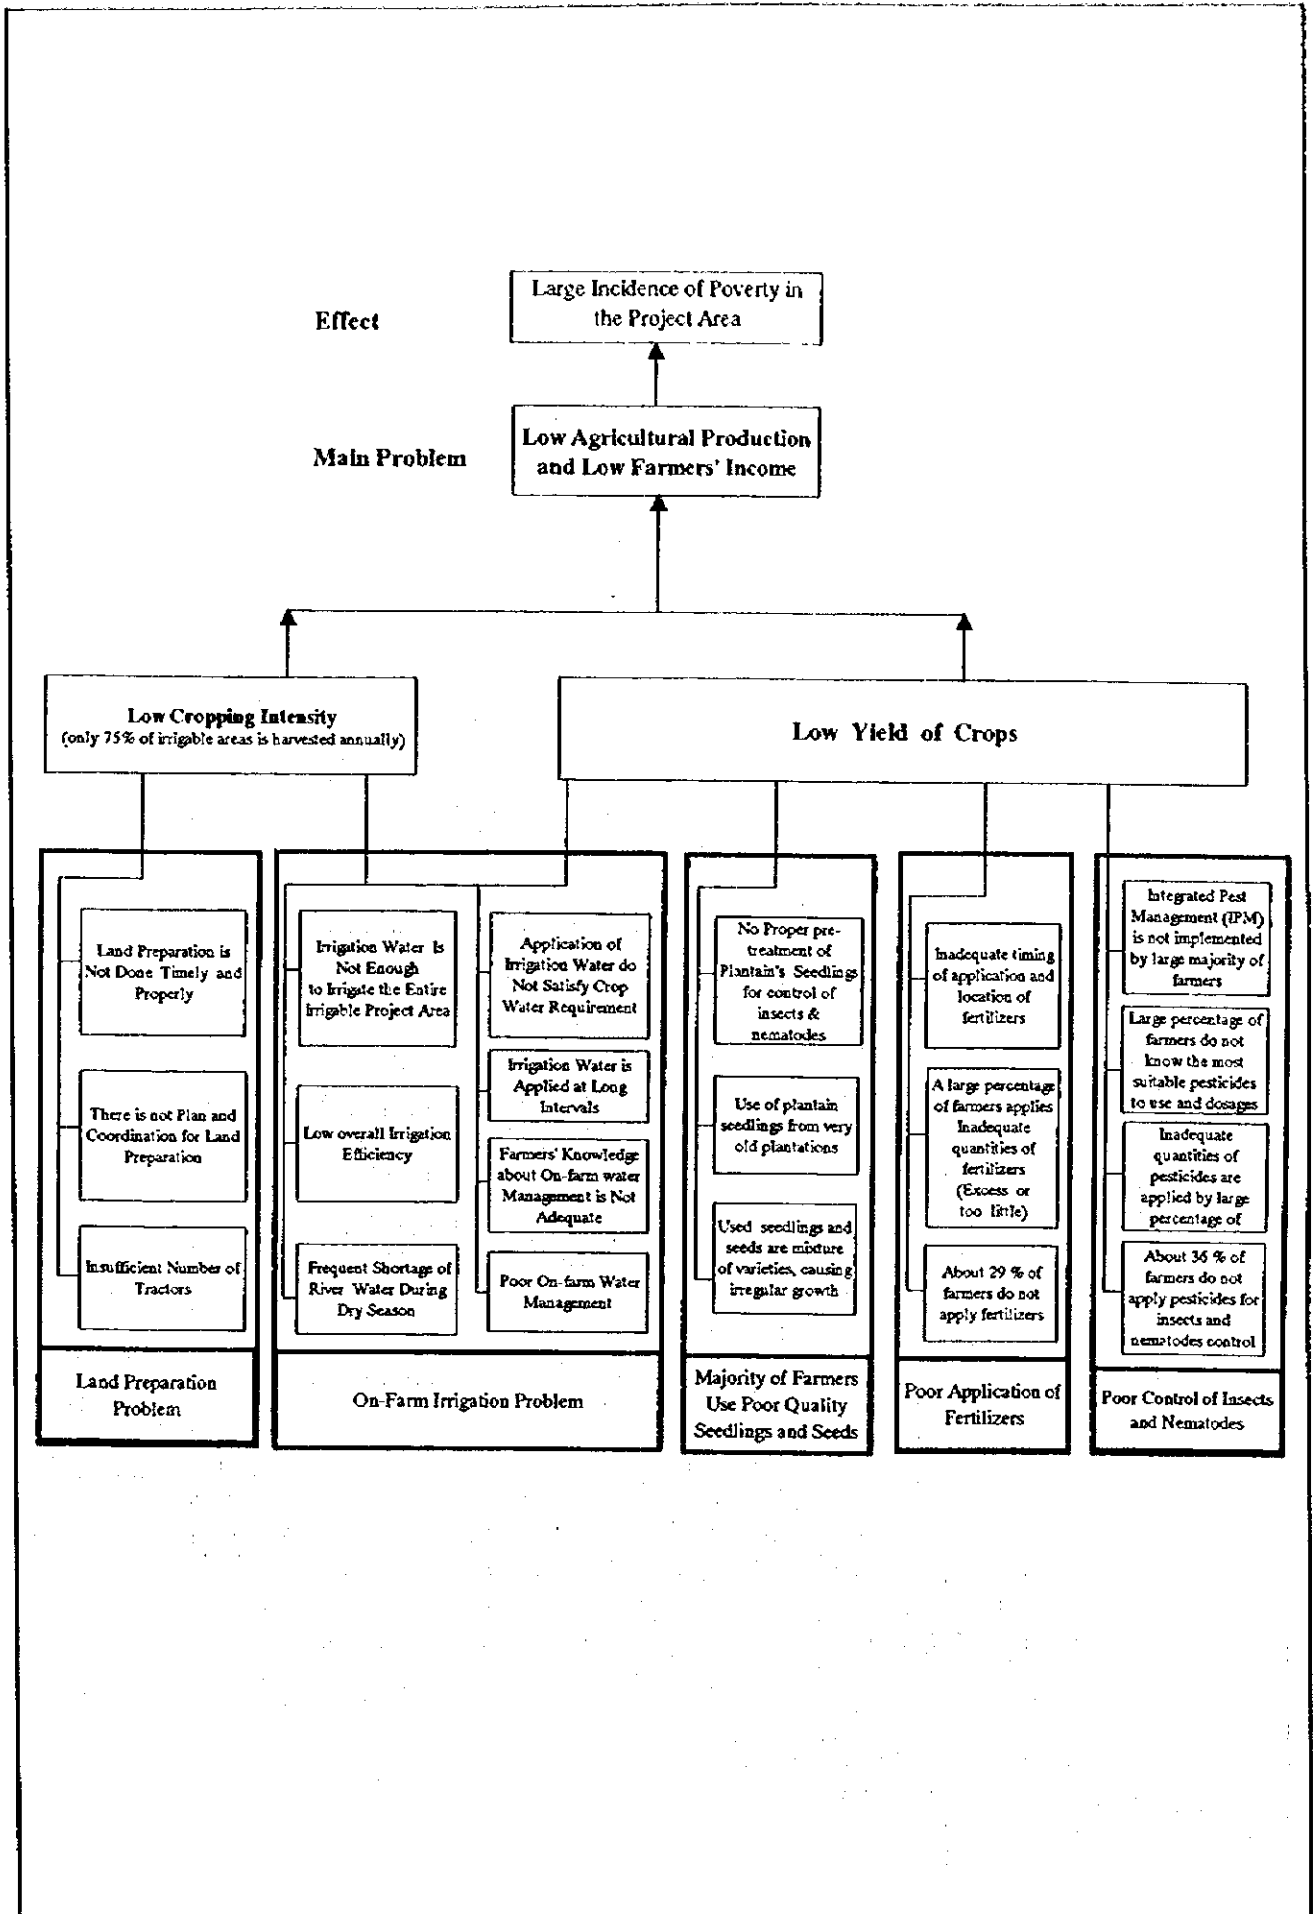 Effect
Large Incidence of Poverty in
the Project Area
Main Problem
Low Agricultural Production
and Low Farmers' Income
Low Cropping Intensity
(only 75% of irrigable areas is harvested annually)
Low Yield of Crops
Land Preparation is
Not Done Timely and
Properly
There is not Plan and
Coordination for Land
Preparation
Insufficient Number of
Tractors
Land Preparation
Problem
Irrigation Water Is
Not Enough
to Irrigate the Entire
Irrigable Project Area
Low overall Irrigation
Efficiency
Frequent Shortage of
River Water During
Dry Season
Application of
Irrigation Water do
Not Satisfy Crop
Water Requirement
Irrigation Water is
Applied at Long
Intervals
Farmers' Knowledge
about On-farm water
Management is Not
Adequate
Poor On-farm Water
Management
On-Farm Irrigation Problem
No Proper pre-
treatment of
Plantain's Seedlings
for control of
insects &
nematodes
Use of plantain
seedlings from very
old plantations
Used seedlings and
seeds are mixture
of varieties, causing
irregular growth
Majority of Farmers
Use Poor Quality
Seedlings and Seeds
Inadequate timing
of application and
location of
fertilizers
A large percentage
of farmers applies
Inadequate
quantities of
fertilizers
(Excess or
too little)
About 29 % of
farmers do not
apply fertilizers
Poor Application of
Fertilizers
Integrated Pest
Management (IPM)
is not implemented
by large majority of
farmers
Large percentage of
farmers do not
know the most
suitable pesticides
to use and dosages
Inadequate
quantities of
pesticides are
applied by large
percentage of
About 36 % of
farmers do not
apply pesticides for
insects and
nematodes control
Poor Control of Insects
and Nematodes